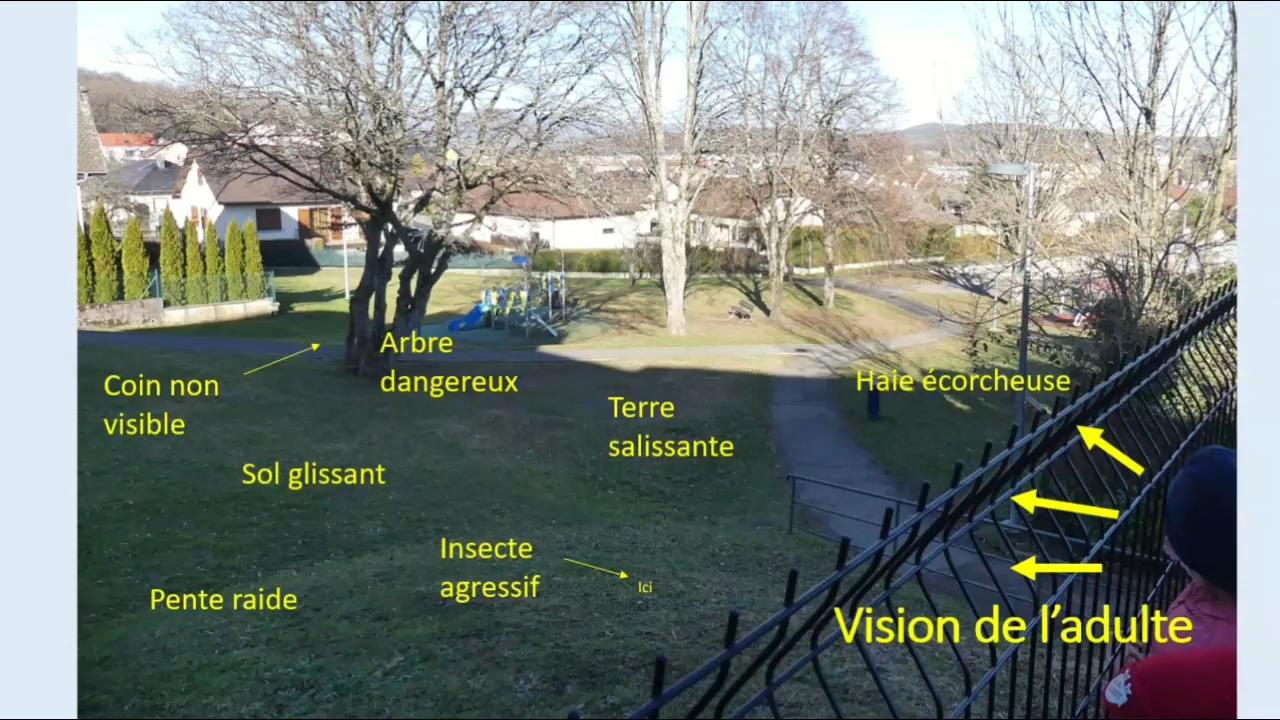 Arbre
dangereux
Coin non
visible
Haie écorcheuse
Terre
salissante
Sol glissant
Insecte
agressif
Ici
Pente raide
Vision de l'adulte